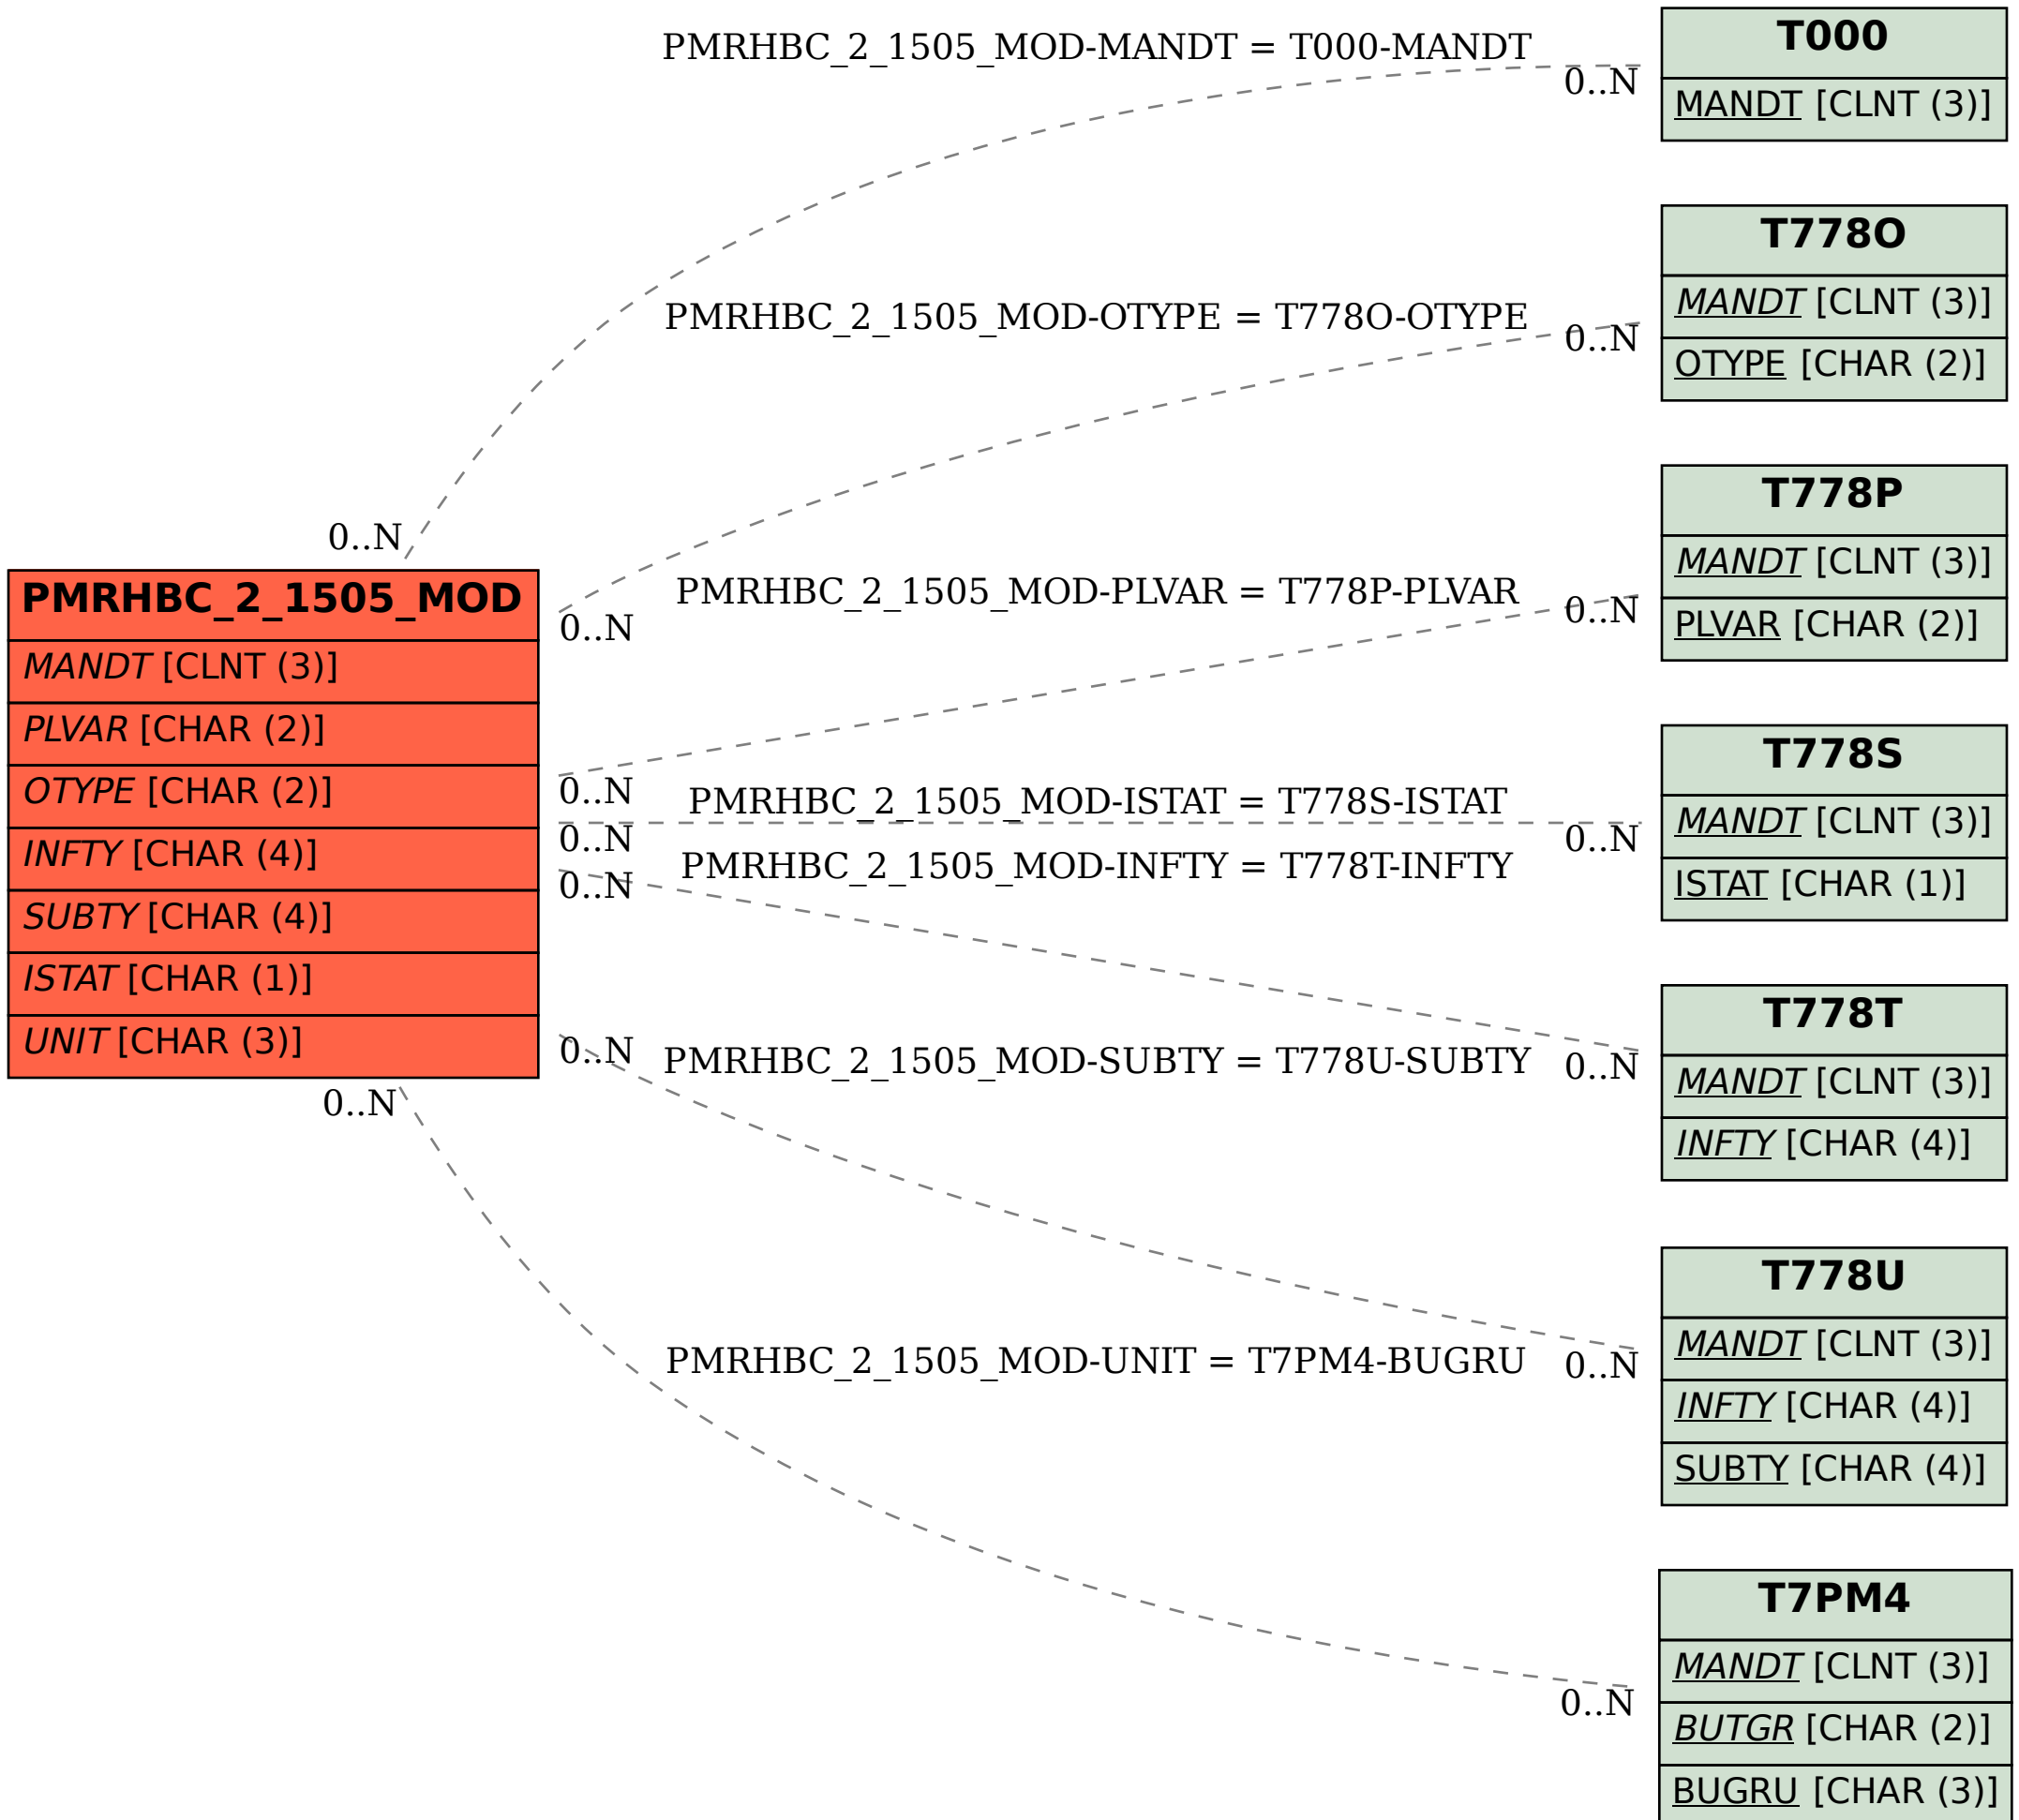 PMRHBC_2_1505_MOD-MANDT = T000-MANDT
0..N
0..N
T000
MANDT [CLNT (3)]
PMRHBC_2_1505_MOD-OTYPE = T778O-OTYPE
0..N
0..N
T778O
MANDT [CLNT (3)]
OTYPE [CHAR (2)]
PMRHBC_2_1505_MOD-PLVAR = T778P-PLVAR
0..N
0..N
T778P
MANDT [CLNT (3)]
PLVAR [CHAR (2)]
PMRHBC_2_1505_MOD
MANDT [CLNT (3)]
PLVAR [CHAR (2)]
OTYPE [CHAR (2)]
INFTY [CHAR (4)]
SUBTY [CHAR (4)]
ISTAT [CHAR (1)]
UNIT [CHAR (3)]
PMRHBC_2_1505_MOD-ISTAT = T778S-ISTAT
0..N
0..N
T778S
MANDT [CLNT (3)]
ISTAT [CHAR (1)]
PMRHBC_2_1505_MOD-INFTY = T778T-INFTY
0..N
0..N
T778T
MANDT [CLNT (3)]
INFTY [CHAR (4)]
PMRHBC_2_1505_MOD-SUBTY = T778U-SUBTY
0..N
0..N
T778U
MANDT [CLNT (3)]
INFTY [CHAR (4)]
SUBTY [CHAR (4)]
PMRHBC_2_1505_MOD-UNIT = T7PM4-BUGRU
0..N
0..N
T7PM4
MANDT [CLNT (3)]
BUTGR [CHAR (2)]
BUGRU [CHAR (3)]